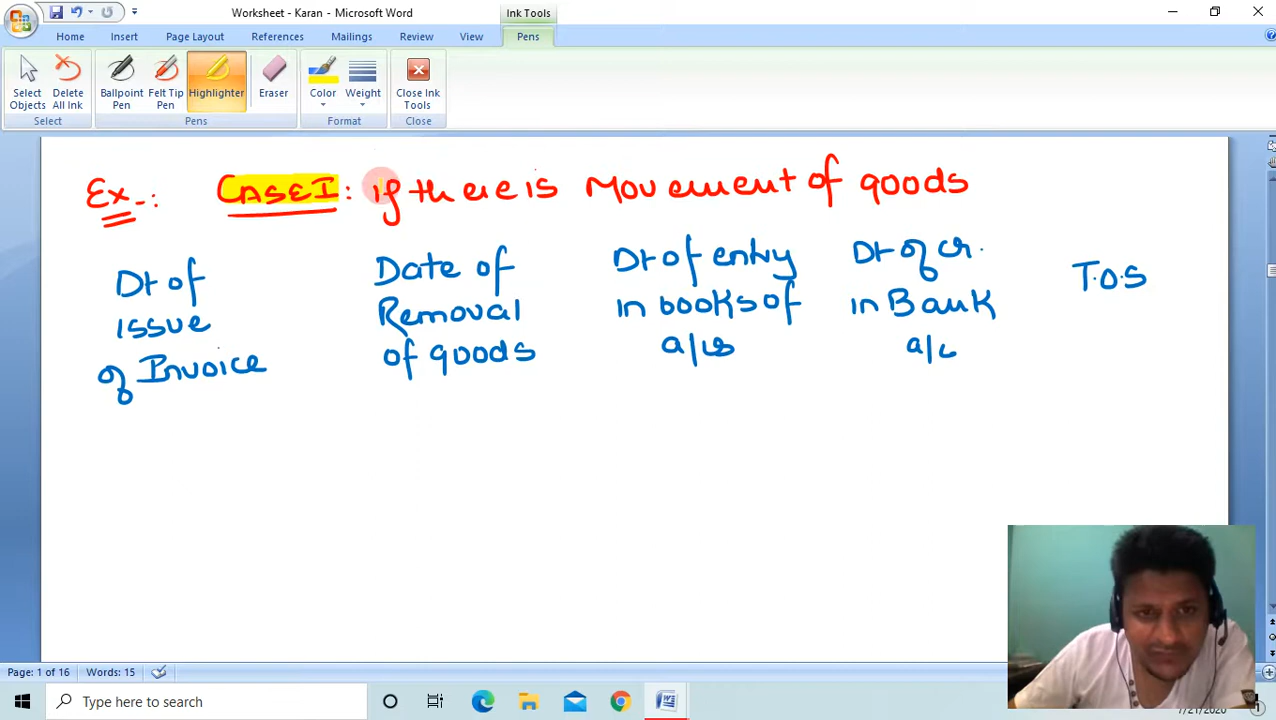 Worksheet - Karan - Microsoft Word
Ink Tools
Home Insert Page Layout References Mailings Review View Pens
Select Objects
Delete All Ink
Ballpoint Pen
Felt Tip Pen
Highlighter
Eraser
Color
Weight
Close Ink Tools
Select Pens Format Close
Ex-: CASE I: if there is Movement of goods
Dt of issue of Invoice
Date of Removal of goods
Dt of entry in books of a/cs
Dt of cr. in Bank a/c
T.O.S
Page: 1 of 16 Words: 15
Type here to search
7/21/2020